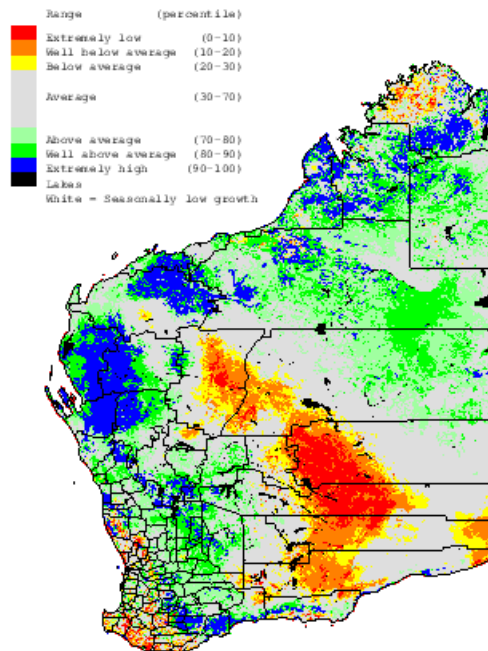 Range (percentile)
Extremely low (0-10)
Well below average (10-20)
Below average (20-30)
Average (30-70)
Above average (70-80)
Well above average (80-90)
Extremely high (90-100)
Lakes
White = Seasonally low growth